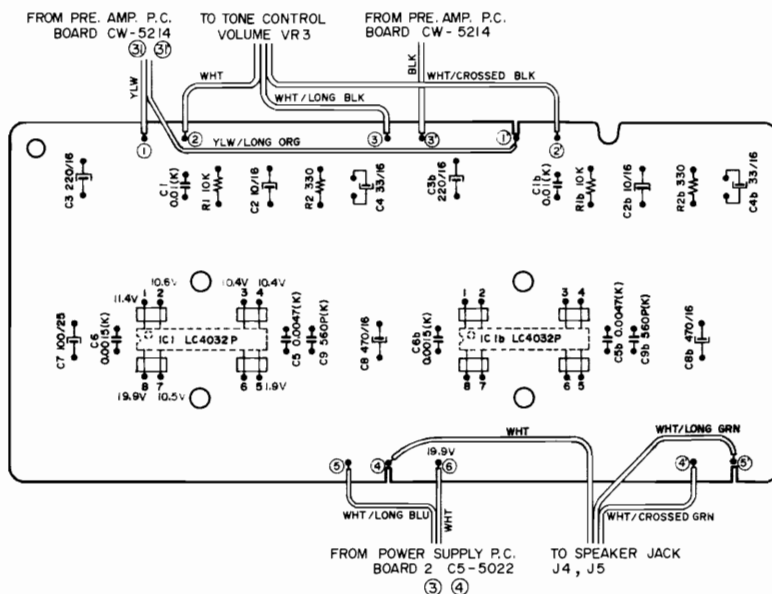 FROM PRE. AMP. P.C.
BOARD CW-5214
31 31'
TO TONE CONTROL
VOLUME VR3
FROM PRE. AMP P.C.
BOARD CW-5214
YLW
WHT
WHT/LONG BLK
BLK
WHT/CROSSED BLK
1
2
YLW/LONG ORG
3
3'
1'
2'
C3 220/16
C1
0.01(K)
R1 10K
C2 10/16
R2 330
C4 33/16
C3b
220/16
C1b
0.01(K)
R1b 10K
C2b 10/16
R2b 330
C4b 33/16
10.6V
10.4V 10.4V
11.4V
1 2
3 4
1 2
3 4
C7 100/25
C6
0.0015(K)
IC1 LC4032P
C5 0.0047(K)
C9 560P(K)
C8 470/16
C6b
0.0015(K)
IC1b LC4032P
C5b 0.0047(K)
C9b 560P(K)
C8b 470/16
8 7
6 5
1.9V
8 7
6 5
19.9V 10.5V
WHT
WHT/LONG GRN
19.9V
5
4
6
4'
5'
WHT/LONG BLU
WHT
WHT/CROSSED GRN
FROM POWER SUPPLY P.C.
BOARD 2 C5-5022
3 4
TO SPEAKER JACK
J4, J5